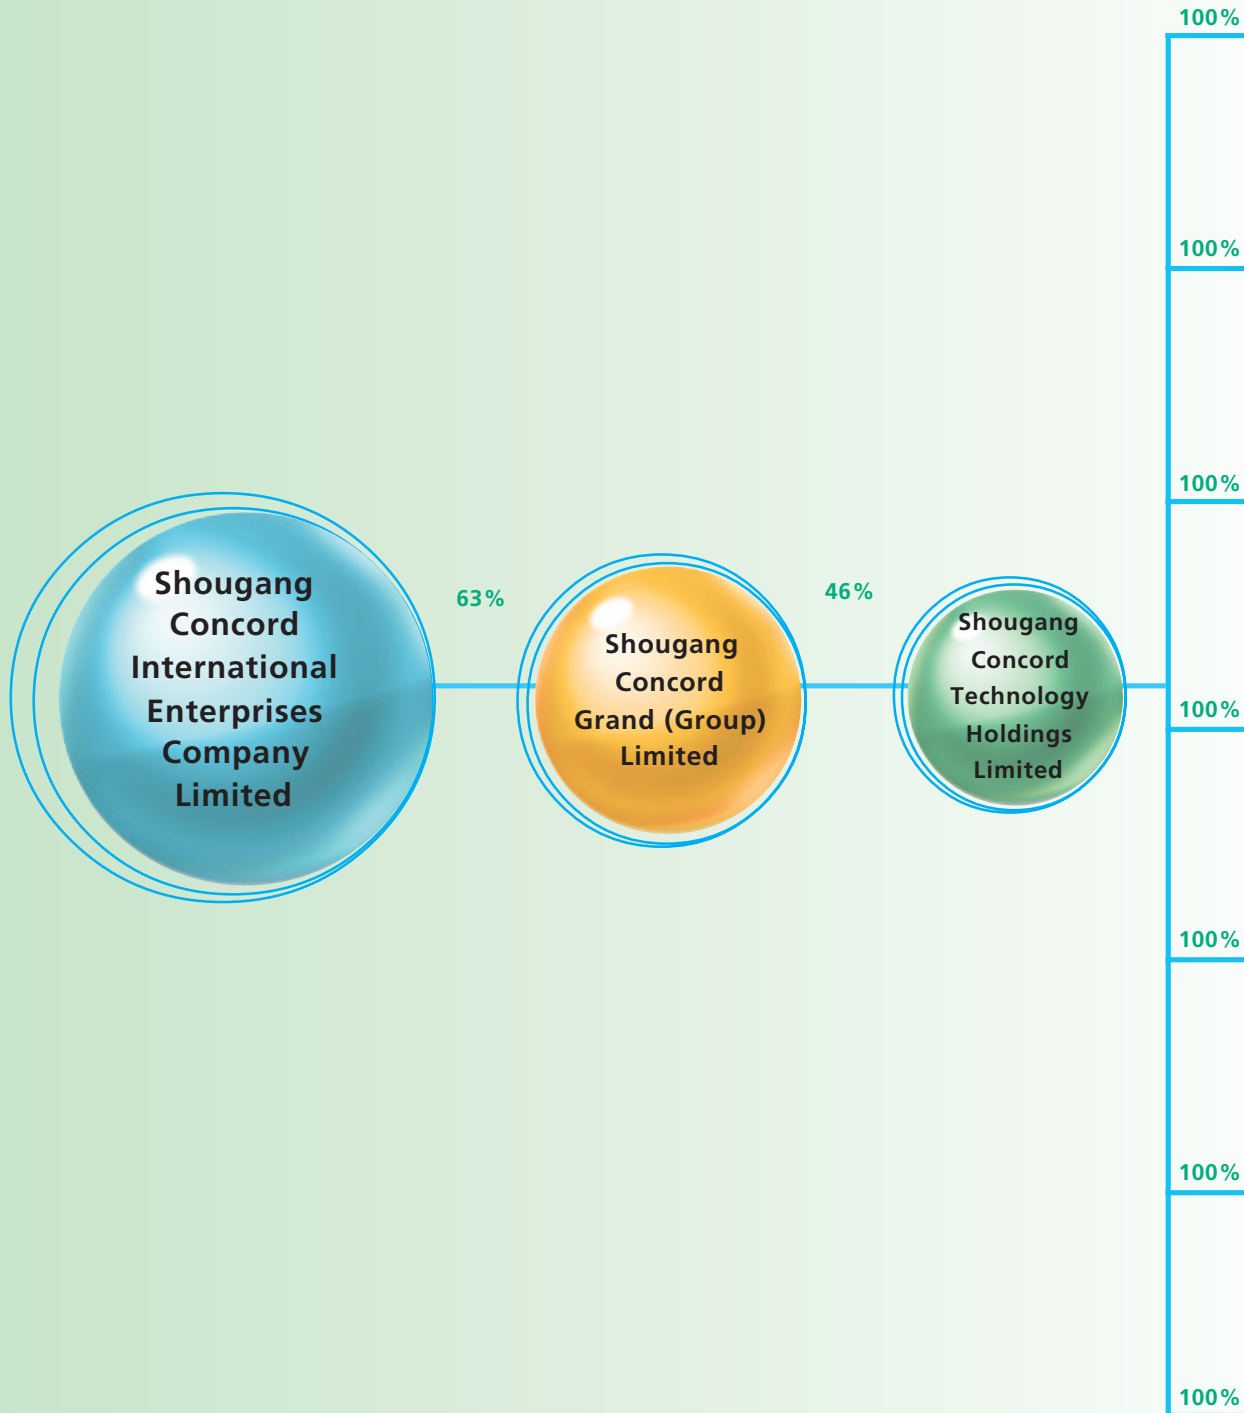 100%
100%
100%
Shougang
Concord
International
Enterprises
Company
Limited
63%
Shougang
Concord
Grand (Group)
Limited
46%
Shougang
Concord
Technology
Holdings
Limited
100%
100%
100%
100%